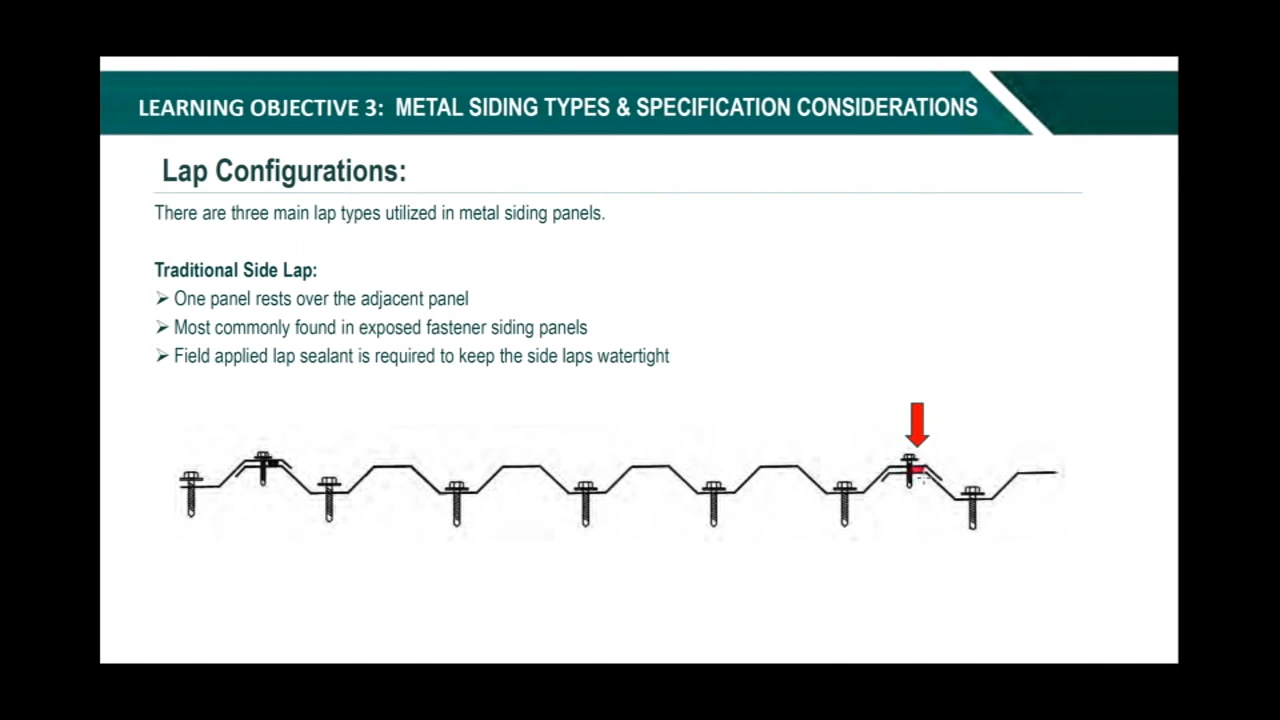 LEARNING OBJECTIVE 3: METAL SIDING TYPES & SPECIFICATION CONSIDERATIONS
Lap Configurations:
There are three main lap types utilized in metal siding panels.
Traditional Side Lap:
➢ One panel rests over the adjacent panel
➢ Most commonly found in exposed fastener siding panels
➢ Field applied lap sealant is required to keep the side laps watertight